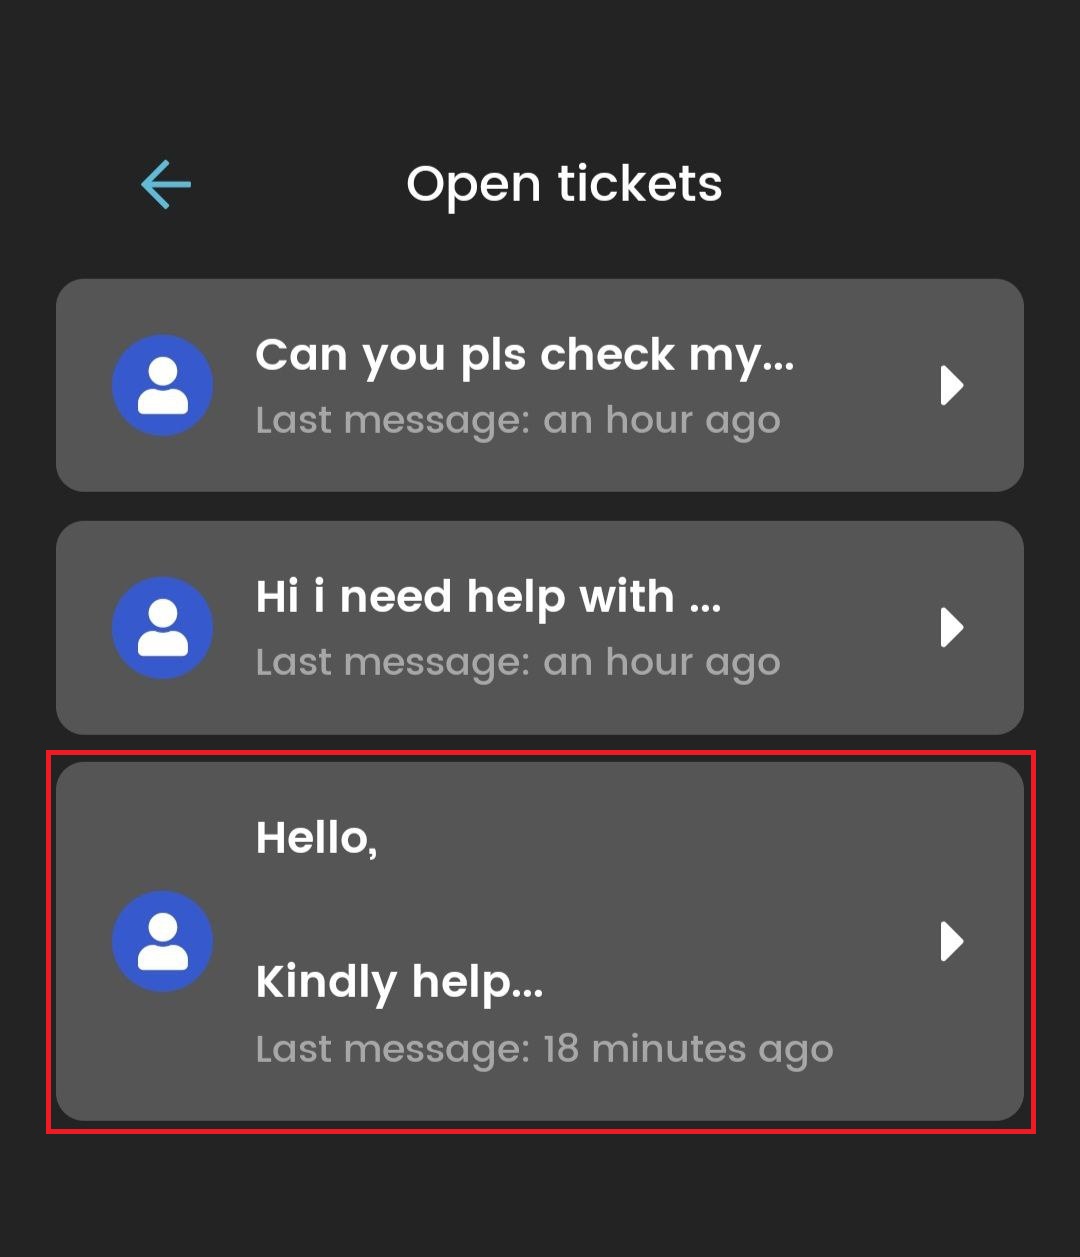 Open tickets
Can you pls check my...
Last message: an hour ago
Hi i need help with ...
Last message: an hour ago
Hello,
Kindly help...
Last message: 18 minutes ago